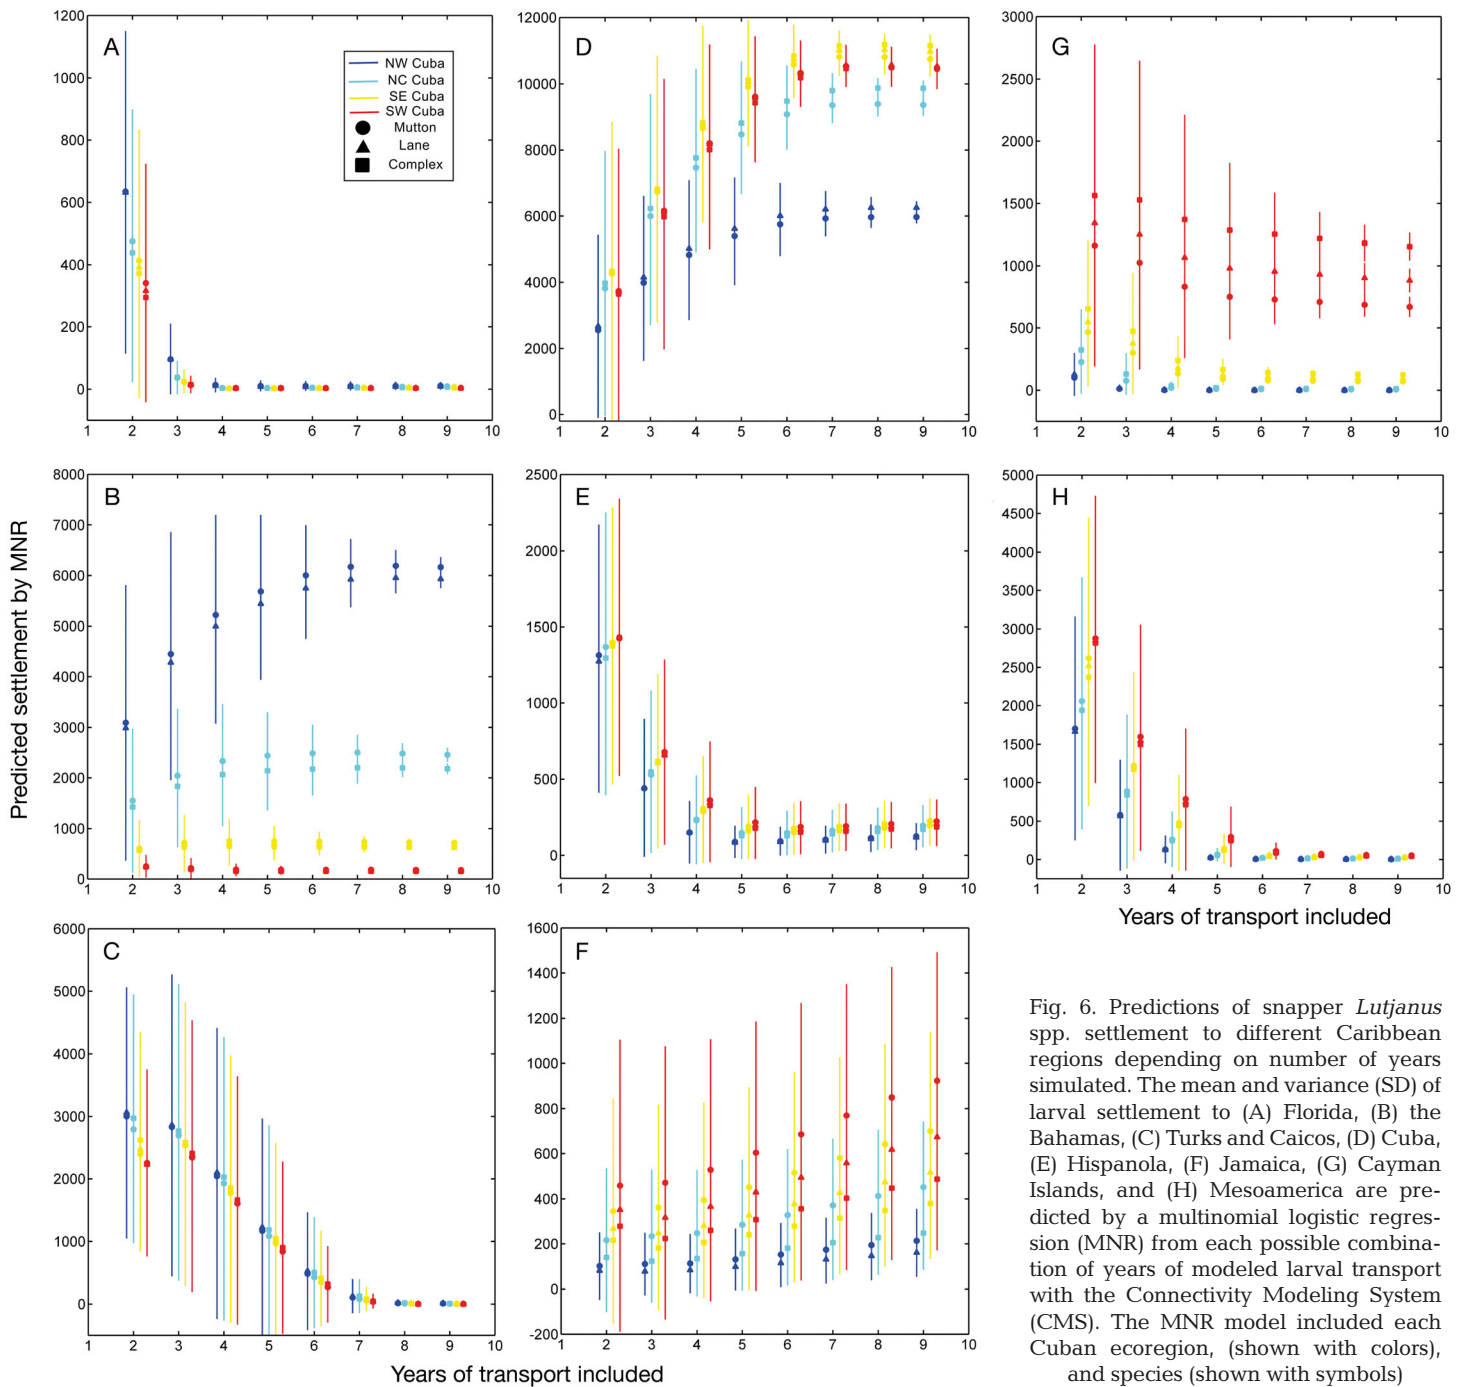 A
1200
1000
800
600
400
200
0
1 2 3 4 5 6 7 8 9 10
NW Cuba
NC Cuba
SE Cuba
SW Cuba
Mutton
Lane
Complex
D
12000
10000
8000
6000
4000
2000
0
1 2 3 4 5 6 7 8 9 10
G
3000
2500
2000
1500
1000
500
0
1 2 3 4 5 6 7 8 9 10
Predicted settlement by MNR
B
8000
7000
6000
5000
4000
3000
2000
1000
0
1 2 3 4 5 6 7 8 9 10
E
2500
2000
1500
1000
500
0
1 2 3 4 5 6 7 8 9 10
H
5000
4500
4000
3500
3000
2500
2000
1500
1000
500
0
1 2 3 4 5 6 7 8 9 10
Years of transport included
C
6000
5000
4000
3000
2000
1000
0
1 2 3 4 5 6 7 8 9 10
F
1600
1400
1200
1000
800
600
400
200
0
-200
1 2 3 4 5 6 7 8 9 10
Years of transport included
Fig. 6. Predictions of snapper Lutjanus
spp. settlement to different Caribbean
regions depending on number of years
simulated. The mean and variance (SD) of
larval settlement to (A) Florida, (B) the
Bahamas, (C) Turks and Caicos, (D) Cuba,
(E) Hispanola, (F) Jamaica, (G) Cayman
Islands, and (H) Mesoamerica are pre-
dicted by a multinomial logistic regres-
sion (MNR) from each possible combina-
tion of years of modeled larval transport
with the Connectivity Modeling System
(CMS). The MNR model included each
Cuban ecoregion, (shown with colors),
and species (shown with symbols)